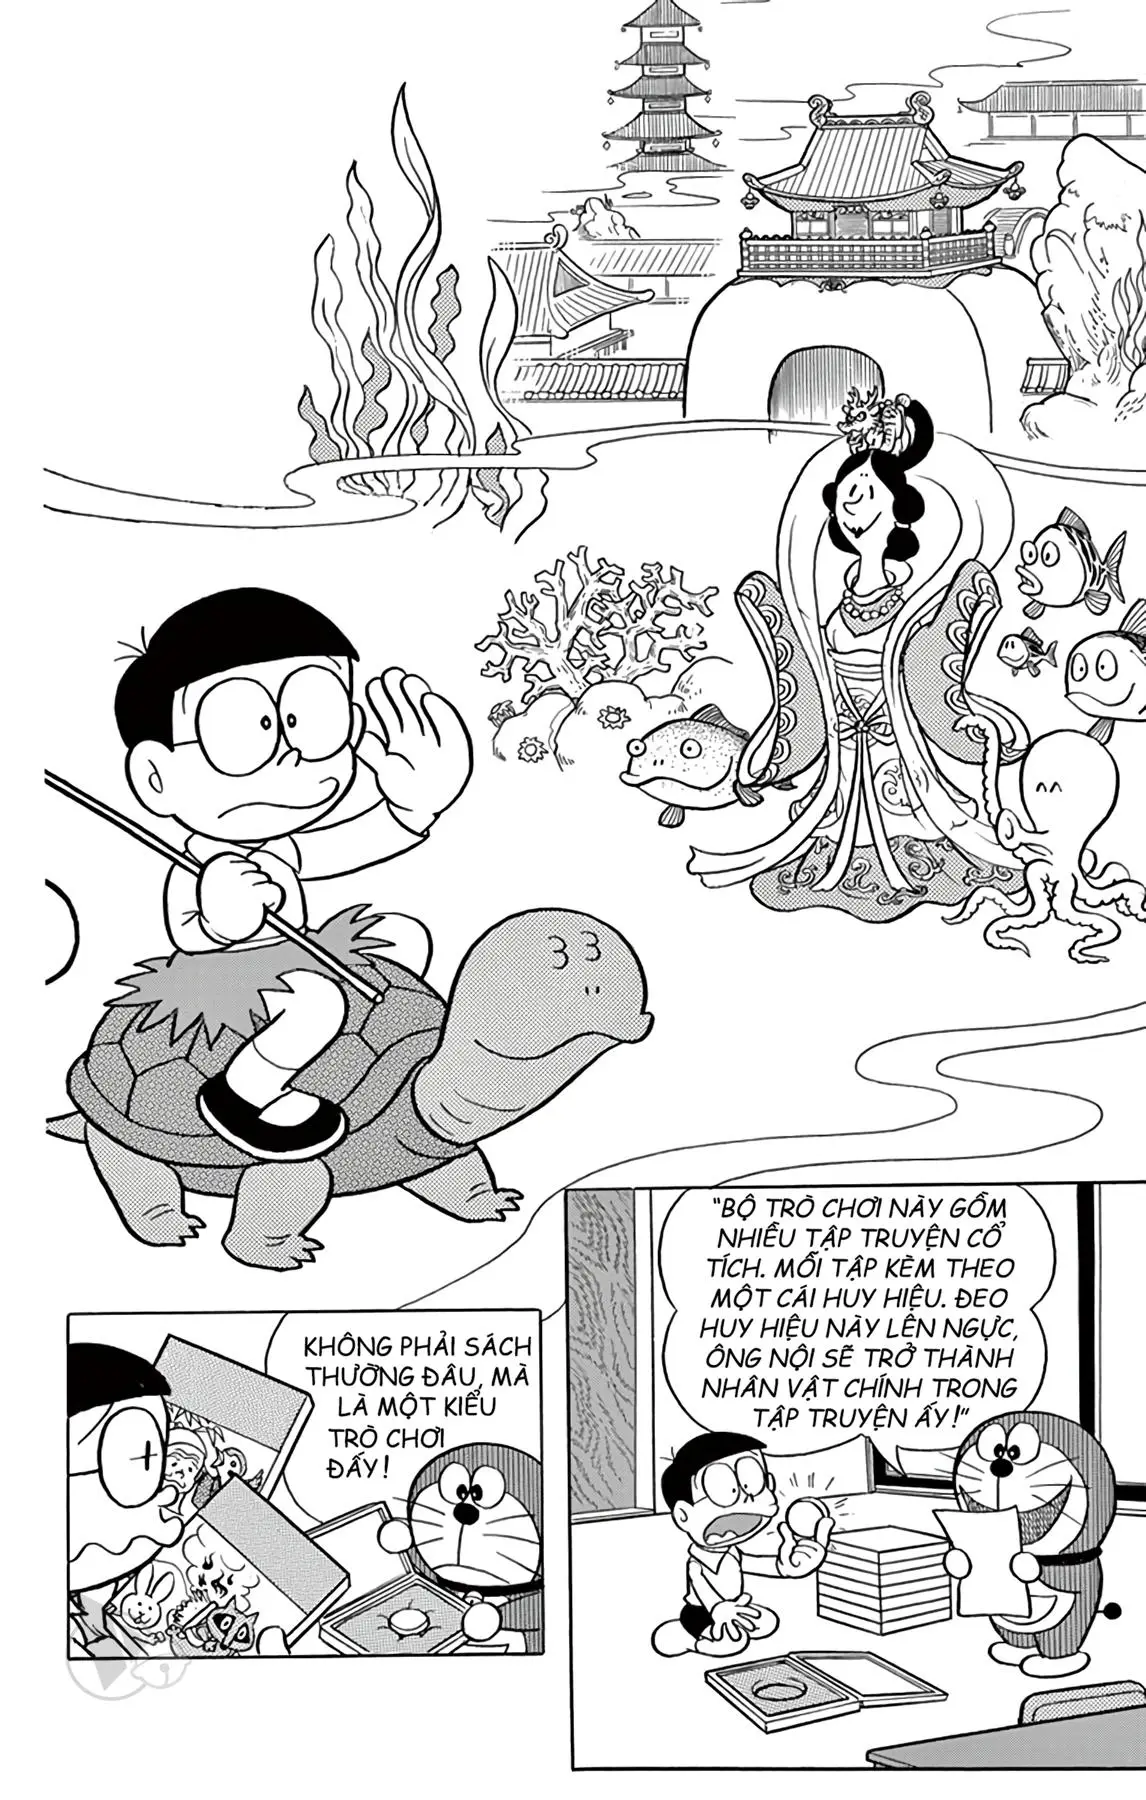 KHÔNG PHẢI SÁCH
THƯỜNG ĐÂU, MÀ
LÀ MỘT KIỂU
TRÒ CHƠI
ĐẤY!
"BỘ TRÒ CHƠI NÀY GỒM
NHIỀU TẬP TRUYỆN CỔ
TÍCH. MỖI TẬP KÈM THEO
MỘT CÁI HUY HIỆU. ĐEO
HUY HIỆU NÀY LÊN NGỰC,
ÔNG NỘI SẼ TRỞ THÀNH
NHÂN VẬT CHÍNH TRONG
TẬP TRUYỆN ẤY!"